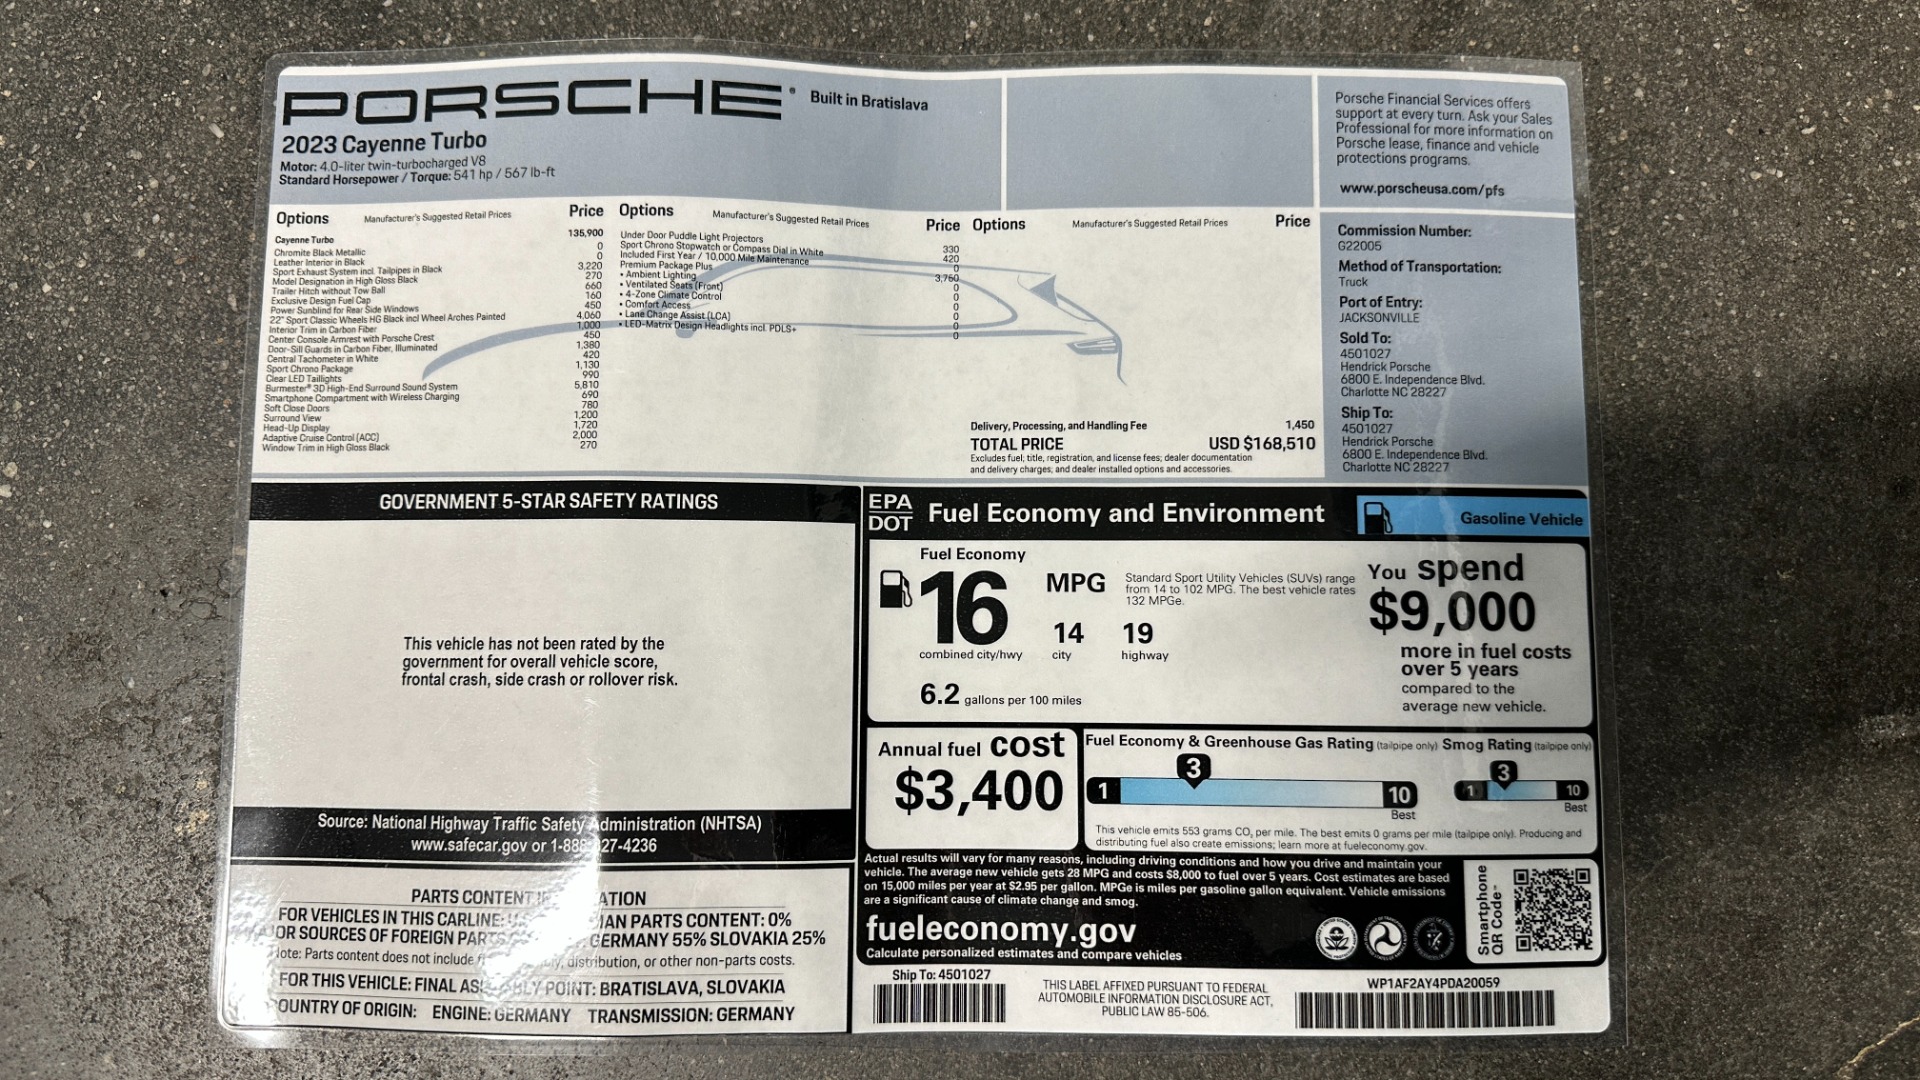 PORSCHE
Built in Bratislava
2023 Cayenne Turbo
Motor: 4.0-liter twin-turbocharged V8
Standard Horsepower / Torque: 541 hp / 567 lb-ft
Porsche Financial Services offers
support at every turn. Ask your Sales
Professional for more information on
Porsche lease, finance and vehicle
protections programs.
www.porscheusa.com/pfs
Options Manufacturer's Suggested Retail Prices Price
Cayenne Turbo 135,900
Chromite Black Metallic 0
Leather Interior in Black 0
Sport Exhaust System incl. Tailpipes in Black 3,220
Model Designation in High Gloss Black 270
Trailer Hitch without Tow Ball 660
Exclusive Design Fuel Cap 160
Power Sunblind for Rear Side Windows 450
22" Sport Classic Wheels HG Black incl Wheel Arches Painted 4,060
Interior Trim in Carbon Fiber 1,000
Center Console Armrest with Porsche Crest 450
Door-Sill Guards in Carbon Fiber, Illuminated 1,380
Central Tachometer in White 420
Sport Chrono Package 1,130
Clear LED Taillights 990
Burmester® 3D High-End Surround Sound System 5,810
Smartphone Compartment with Wireless Charging 690
Soft Close Doors 780
Surround View 1,200
Head-Up Display 1,720
Adaptive Cruise Control (ACC) 2,000
Window Trim in High Gloss Black 270
Options Manufacturer's Suggested Retail Prices Price
Under Door Puddle Light Projectors 330
Sport Chrono Stopwatch or Compass Dial in White 420
Included First Year / 10,000 Mile Maintenance 0
Premium Package Plus 3,760
• Ambient Lighting 0
• Ventilated Seats (Front) 0
• 4-Zone Climate Control 0
• Comfort Access 0
• Lane Change Assist (LCA) 0
• LED-Matrix Design Headlights incl. PDLS+ 0
Options Manufacturer's Suggested Retail Prices Price
Delivery, Processing, and Handling Fee 1,450
TOTAL PRICE USD $168,510
Excludes fuel; title, registration, and license fees; dealer documentation
and delivery charges; and dealer installed options and accessories.
Commission Number:
G22005
Method of Transportation:
Truck
Port of Entry:
JACKSONVILLE
Sold To:
4501027
Hendrick Porsche
6800 E. Independence Blvd.
Charlotte NC 28227
Ship To:
4501027
Hendrick Porsche
6800 E. Independence Blvd.
Charlotte NC 28227
GOVERNMENT 5-STAR SAFETY RATINGS
This vehicle has not been rated by the
government for overall vehicle score,
frontal crash, side crash or rollover risk.
Source: National Highway Traffic Safety Administration (NHTSA)
www.safecar.gov or
PARTS CONTENT
FOR VEHICLES IN THIS CARLINE: PARTS CONTENT: 0%
SOURCES OF FOREIGN GERMANY 55% SLOVAKIA 25%
Note: Parts content does not include distribution, or other non-parts costs.
FOR THIS VEHICLE: FINAL POINT: BRATISLAVA, SLOVAKIA
COUNTRY OF ORIGIN: ENGINE: GERMANY TRANSMISSION: GERMANY
EPA
DOT
Fuel Economy and Environment
Gasoline Vehicle
Fuel Economy
16 MPG
combined city/hwy
14
city
19
highway
6.2 gallons per 100 miles
Standard Sport Utility Vehicles (SUVs) range
from 14 to 102 MPG. The best vehicle rates
132 MPGe.
You spend
$9,000
more in fuel costs
over 5 years
compared to the
average new vehicle.
Annual fuel cost
$3,400
Fuel Economy & Greenhouse Gas Rating (tailpipe only)
3
1
10
Best
Smog Rating (tailpipe only)
3
1
10
Best
This vehicle emits 553 grams CO2 per mile. The best emits 0 grams per mile (tailpipe only). Producing and
distributing fuel also create emissions; learn more at fueleconomy.gov.
Actual results will vary for many reasons, including driving conditions and how you drive and maintain your
vehicle. The average new vehicle gets 28 MPG and costs $8,000 to fuel over 5 years. Cost estimates are based
on 15,000 miles per year at $2.95 per gallon. MPGe is miles per gasoline gallon equivalent. Vehicle emissions
are a significant cause of climate change and smog.
fueleconomy.gov
Calculate personalized estimates and compare vehicles
Smartphone
QR Code™
Ship To: 4501027
THIS LABEL AFFIXED PURSUANT TO FEDERAL
AUTOMOBILE INFORMATION DISCLOSURE ACT,
PUBLIC LAW 85-506.
WP1AF2AY4PDA20059